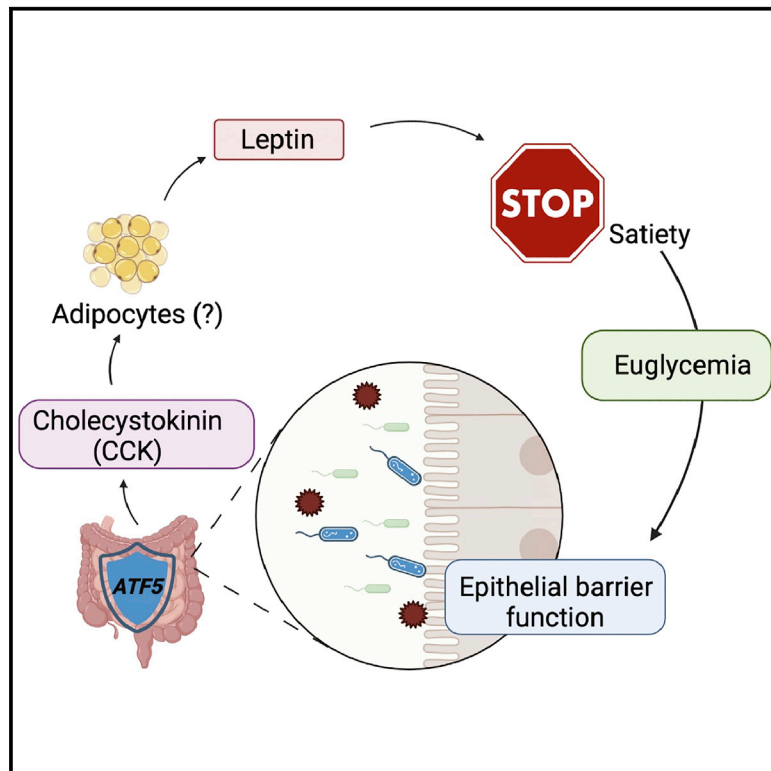 Leptin
STOP
Satiety
Adipocytes (?)
Euglycemia
Cholecystokinin
(CCK)
ATF5
Epithelial barrier
function